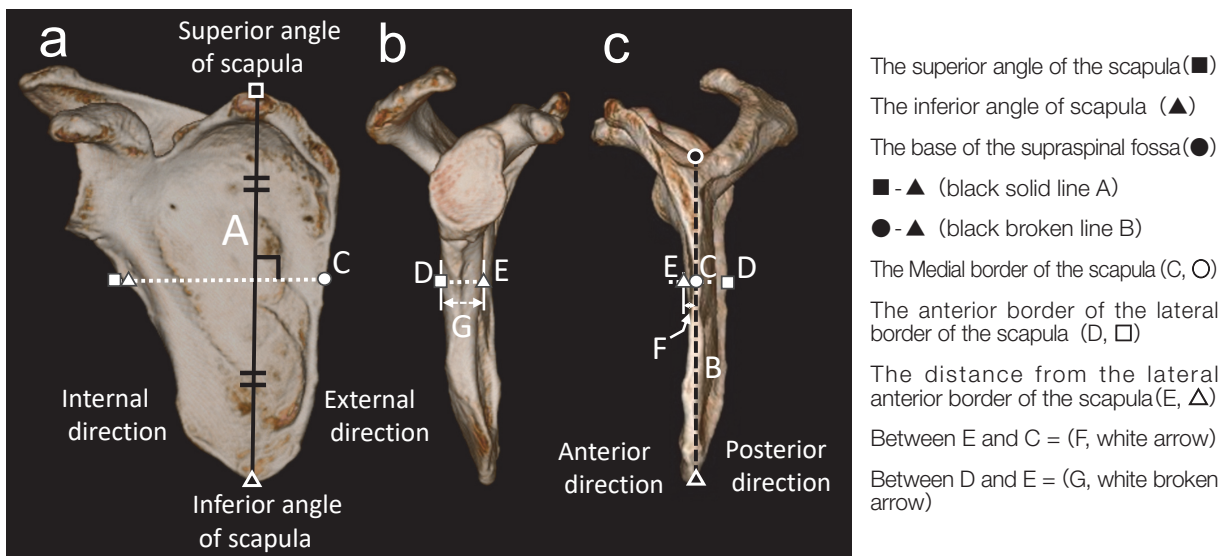 a
Superior angle
of scapula
A
C
Internal
direction
External
direction
Inferior angle
of scapula
b
D
E
G
c
E
C
D
F
B
Anterior
direction
Posterior
direction
The superior angle of the scapula(■)
The inferior angle of scapula (▲)
The base of the supraspinal fossa(●)
■ - ▲ (black solid line A)
● - ▲ (black broken line B)
The Medial border of the scapula (C, ○)
The anterior border of the lateral
border of the scapula (D, □)
The distance from the lateral
anterior border of the scapula(E, △)
Between E and C = (F, white arrow)
Between D and E = (G, white broken
arrow)